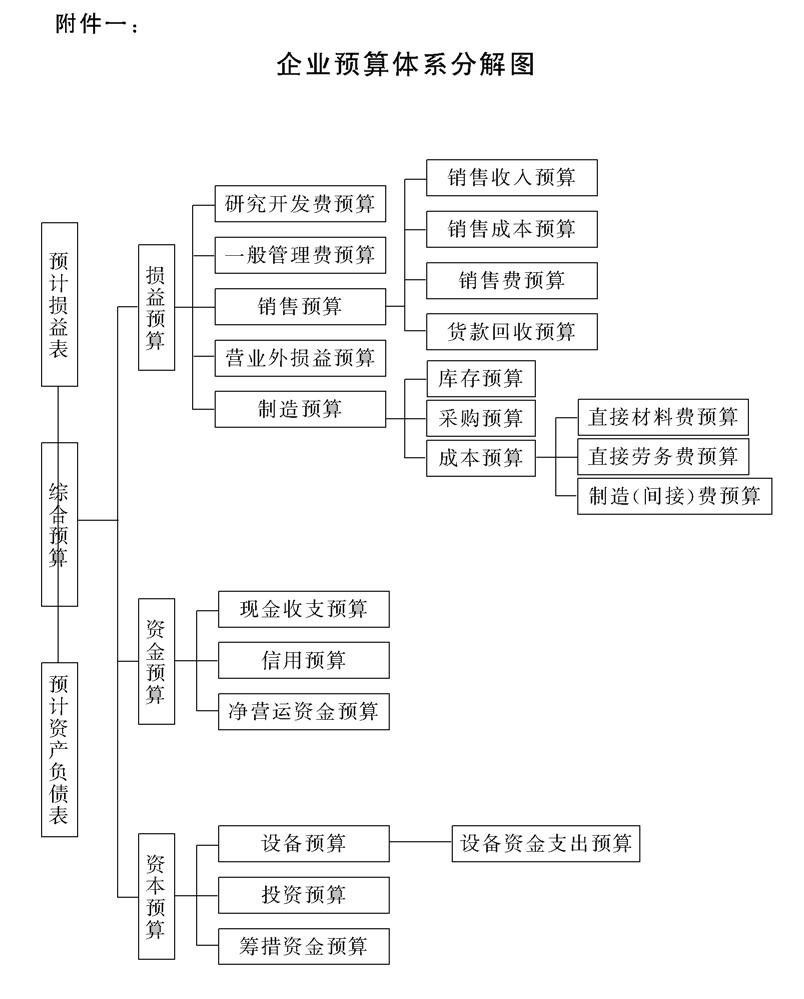 附件一：
企业预算体系分解图
预计损益表
综合预算
预计资产负债表
损益预算
研究开发费预算
一般管理费预算
销售预算
销售收入预算
销售成本预算
销售费预算
货款回收预算
营业外损益预算
制造预算
库存预算
采购预算
成本预算
直接材料费预算
直接劳务费预算
制造(间接)费预算
资金预算
现金收支预算
信用预算
净营运资金预算
资本预算
设备预算
设备资金支出预算
投资预算
筹措资金预算